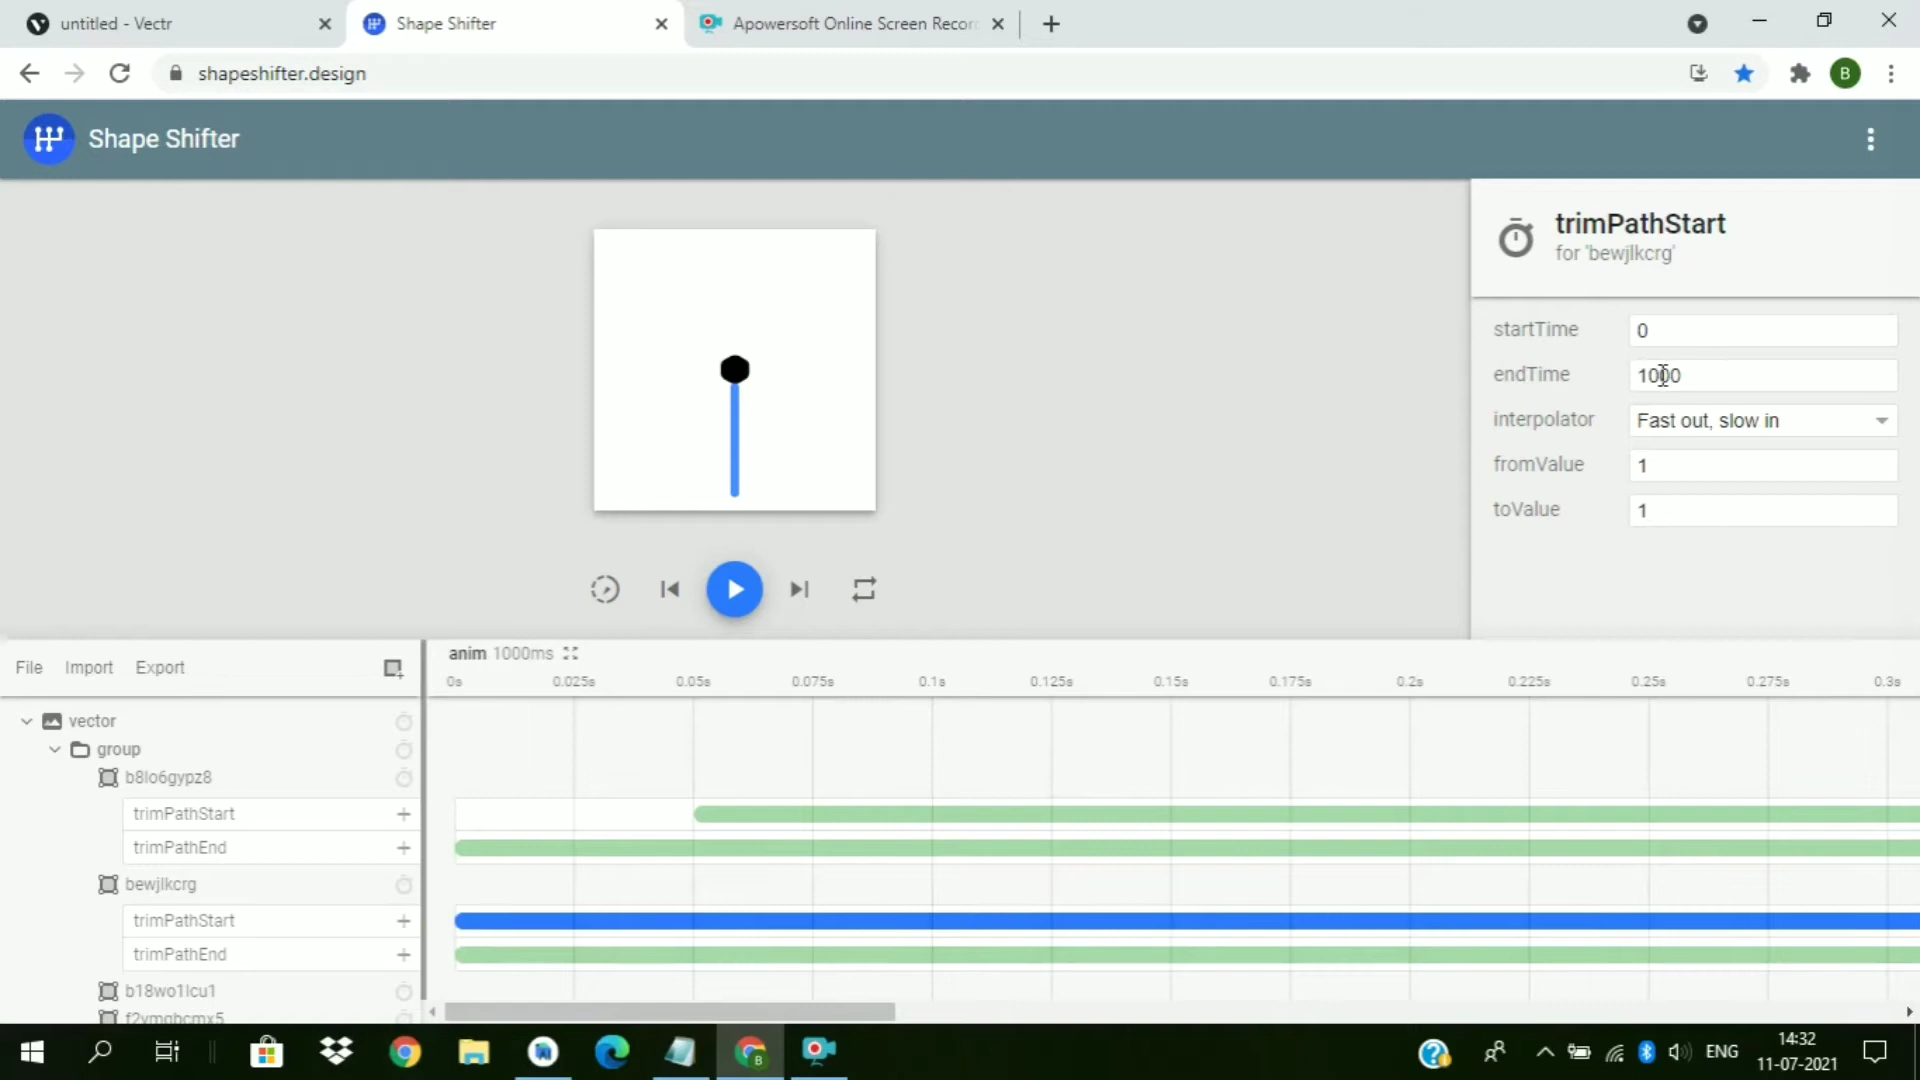 untitled - Vectr
Shape Shifter
Apowersoft Online Screen Recor
shapeshifter.design
B
Shape Shifter
trimPathStart
for 'bewjlkcrg'
startTime 0
endTime 1000
interpolator Fast out, slow in
fromValue 1
toValue 1
File Import Export
anim 1000ms
0s 0.025s 0.05s 0.075s 0.1s 0.125s 0.15s 0.175s 0.2s 0.225s 0.25s 0.275s 0.3s
vector
group
b8lo6gypz8
trimPathStart
trimPathEnd
bewjlkcrg
trimPathStart
trimPathEnd
b18wo1lcu1
f2ymqbcmx5
ENG
14:32
11-07-2021